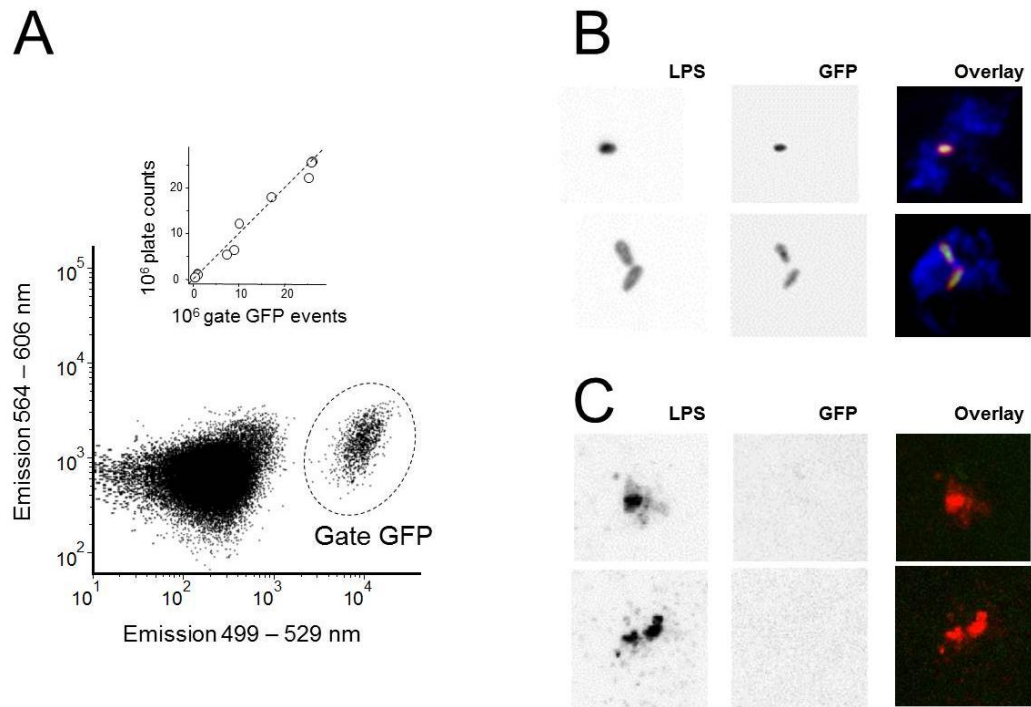 A
10⁶ plate counts
20
10
0
0
10
20
10⁶ gate GFP events
Emission 564 – 606 nm
10⁵
10⁴
10³
10²
10¹
10²
10³
10⁴
Gate GFP
Emission 499 – 529 nm
B
LPS
GFP
Overlay
C
LPS
GFP
Overlay